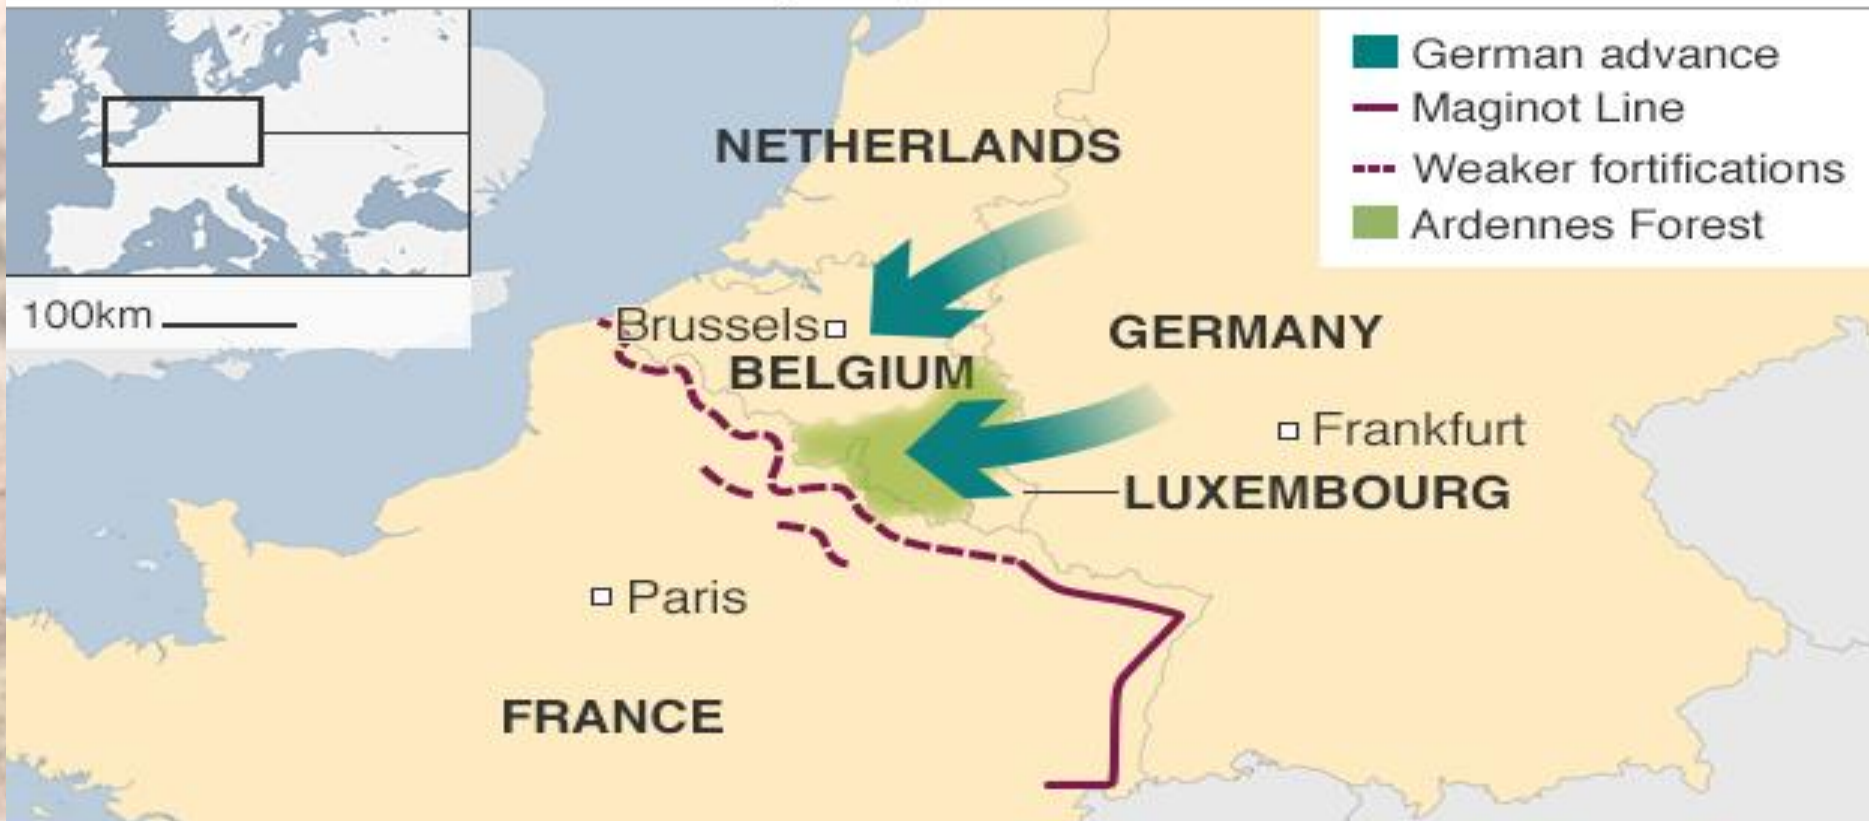 German advance
Maginot Line
Weaker fortifications
Ardennes Forest
NETHERLANDS
100km
Brussels
BELGIUM
GERMANY
Frankfurt
LUXEMBOURG
Paris
FRANCE